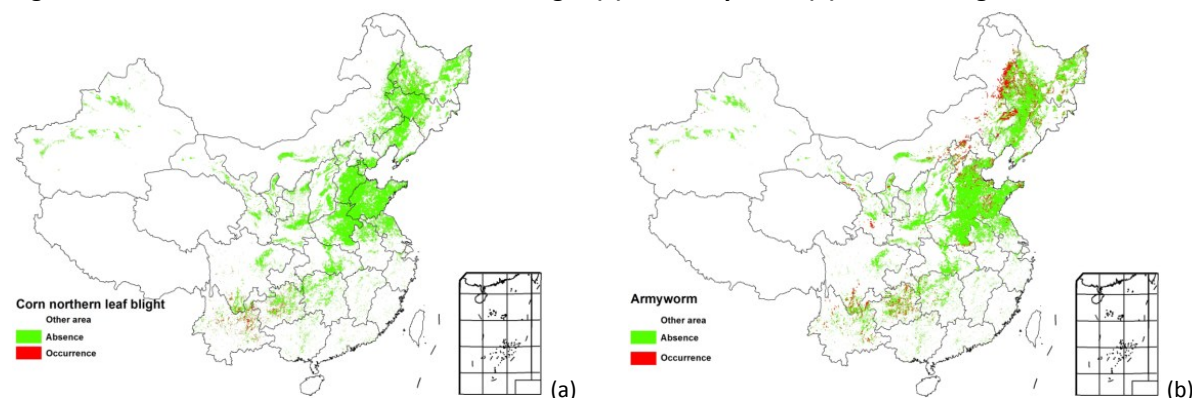 Corn northern leaf blight
Other area
Absence
Occurrence
(a)
Armyworm
Other area
Absence
Occurrence
(b)